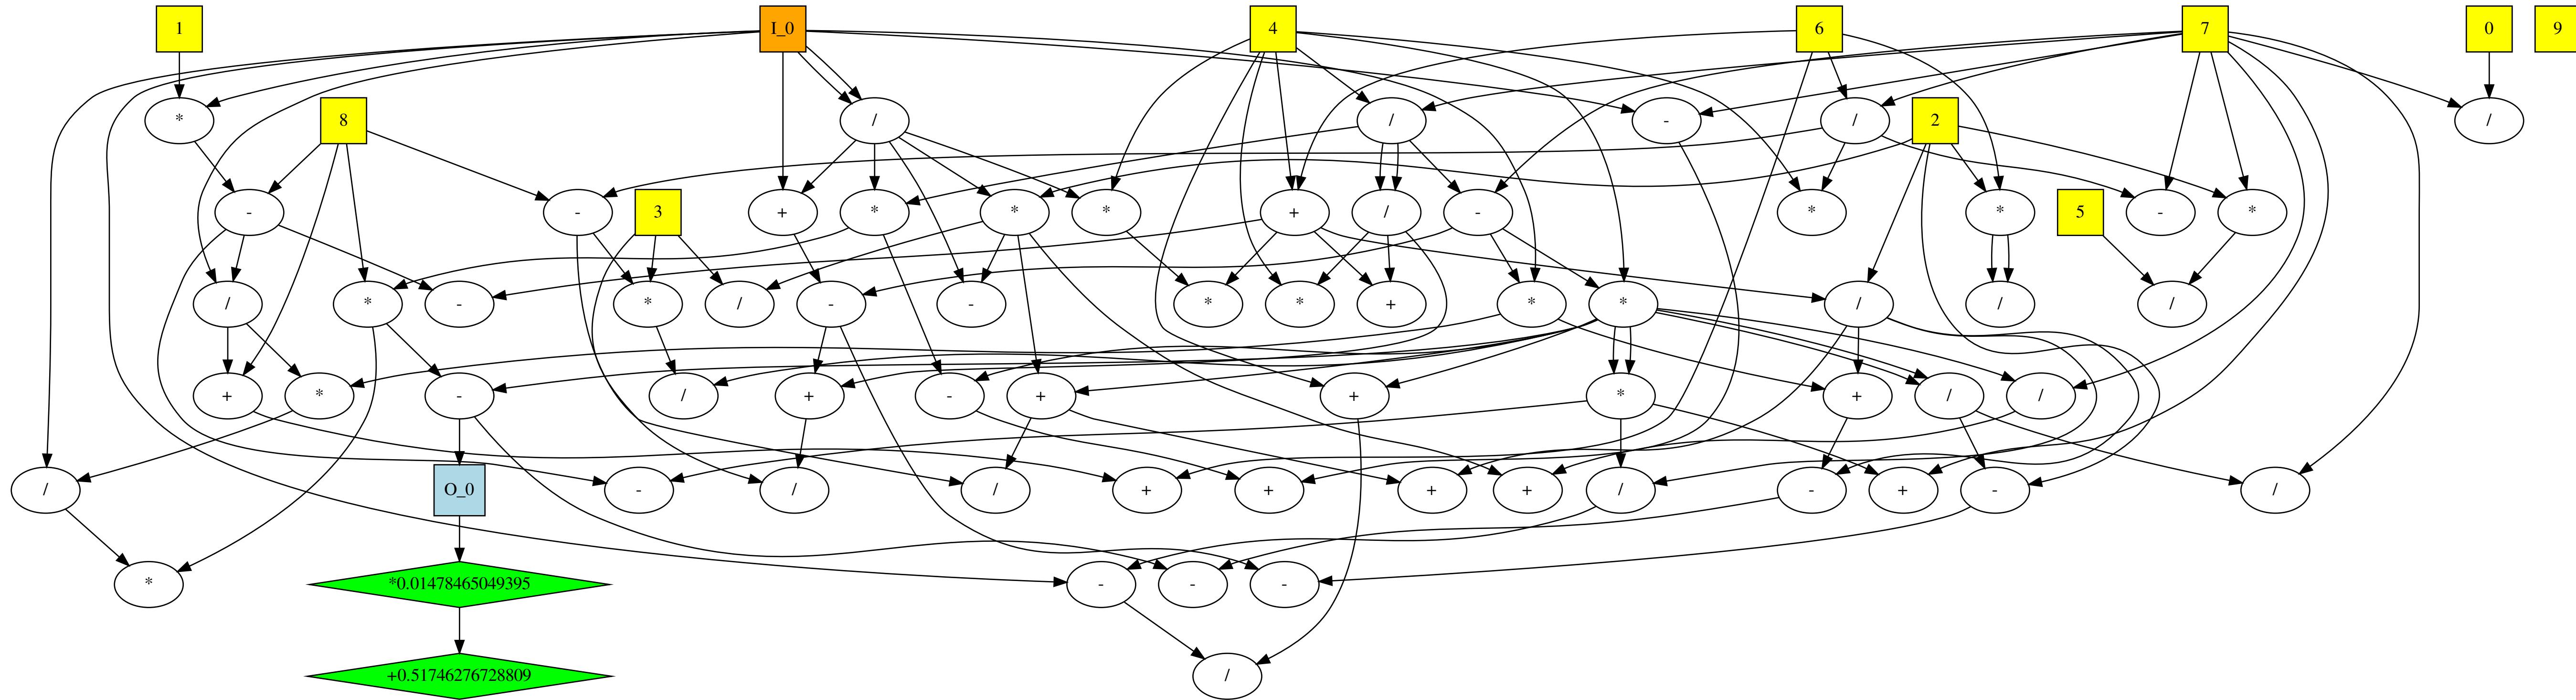 1 I_0 4 6 7 0 9
* 8 / / - / 2 /
- - 3 + * * * + / - * * 5 - *
/ * - * / - - * * + * * / / /
+ * - / + - + + * + / /
/ O_0 - / / + + + + / - + - /
* *0.01478465049395 - - -
+0.51746276728809 /